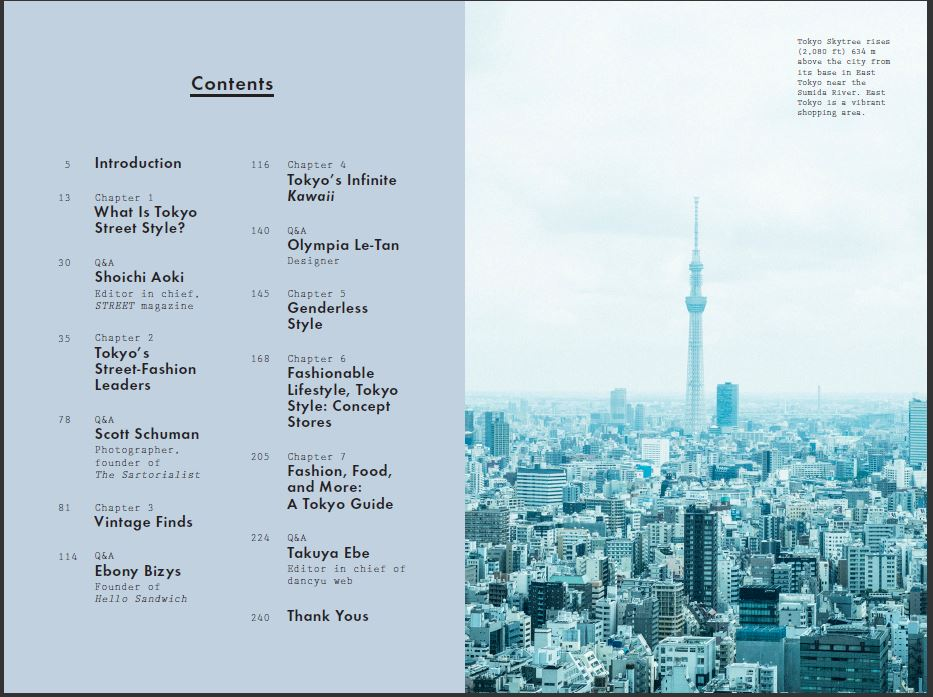 Contents
5
Introduction
13
Chapter 1
What Is Tokyo
Street Style?
30
Q&A
Shoichi Aoki
Editor in chief,
STREET magazine
35
Chapter 2
Tokyo's
Street-Fashion
Leaders
78
Q&A
Scott Schuman
Photographer,
founder of
The Sartorialist
81
Chapter 3
Vintage Finds
114
Q&A
Ebony Bizys
Founder of
Hello Sandwich
116
Chapter 4
Tokyo's Infinite
Kawaii
140
Q&A
Olympia Le-Tan
Designer
145
Chapter 5
Genderless
Style
168
Chapter 6
Fashionable
Lifestyle, Tokyo
Style: Concept
Stores
205
Chapter 7
Fashion, Food,
and More:
A Tokyo Guide
224
Q&A
Takuya Ebe
Editor in chief of
dancyu web
240
Thank Yous
Tokyo Skytree rises
(2,080 ft) 634 m
above the city from
its base in East
Tokyo near the
Sumida River. East
Tokyo is a vibrant
shopping area.